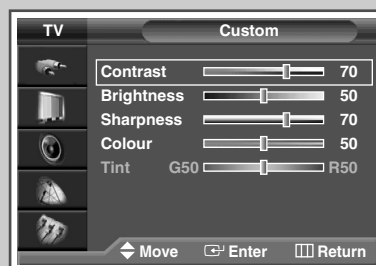 TV Custom
Contrast 70
Brightness 50
Sharpness 70
Colour 50
Tint G50 R50
Move Enter Return